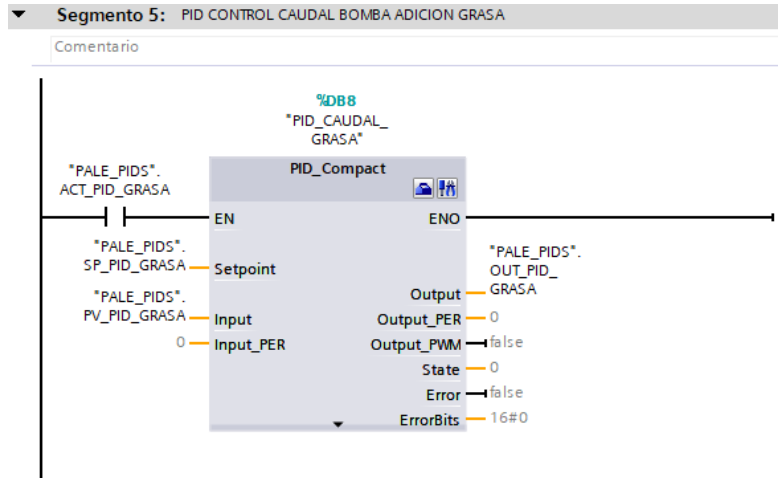 Segmento 5: PID CONTROL CAUDAL BOMBA ADICION GRASA
Comentario
%DB8
"PID_CAUDAL_
GRASA"
"PALE_PIDS".
ACT_PID_GRASA
PID_Compact
EN
ENO
"PALE_PIDS".
SP_PID_GRASA
Setpoint
"PALE_PIDS".
OUT_PID_
GRASA
Output
"PALE_PIDS".
PV_PID_GRASA
Input
Output_PER
0
0
Input_PER
Output_PWM
false
State
0
Error
false
ErrorBits
16#0